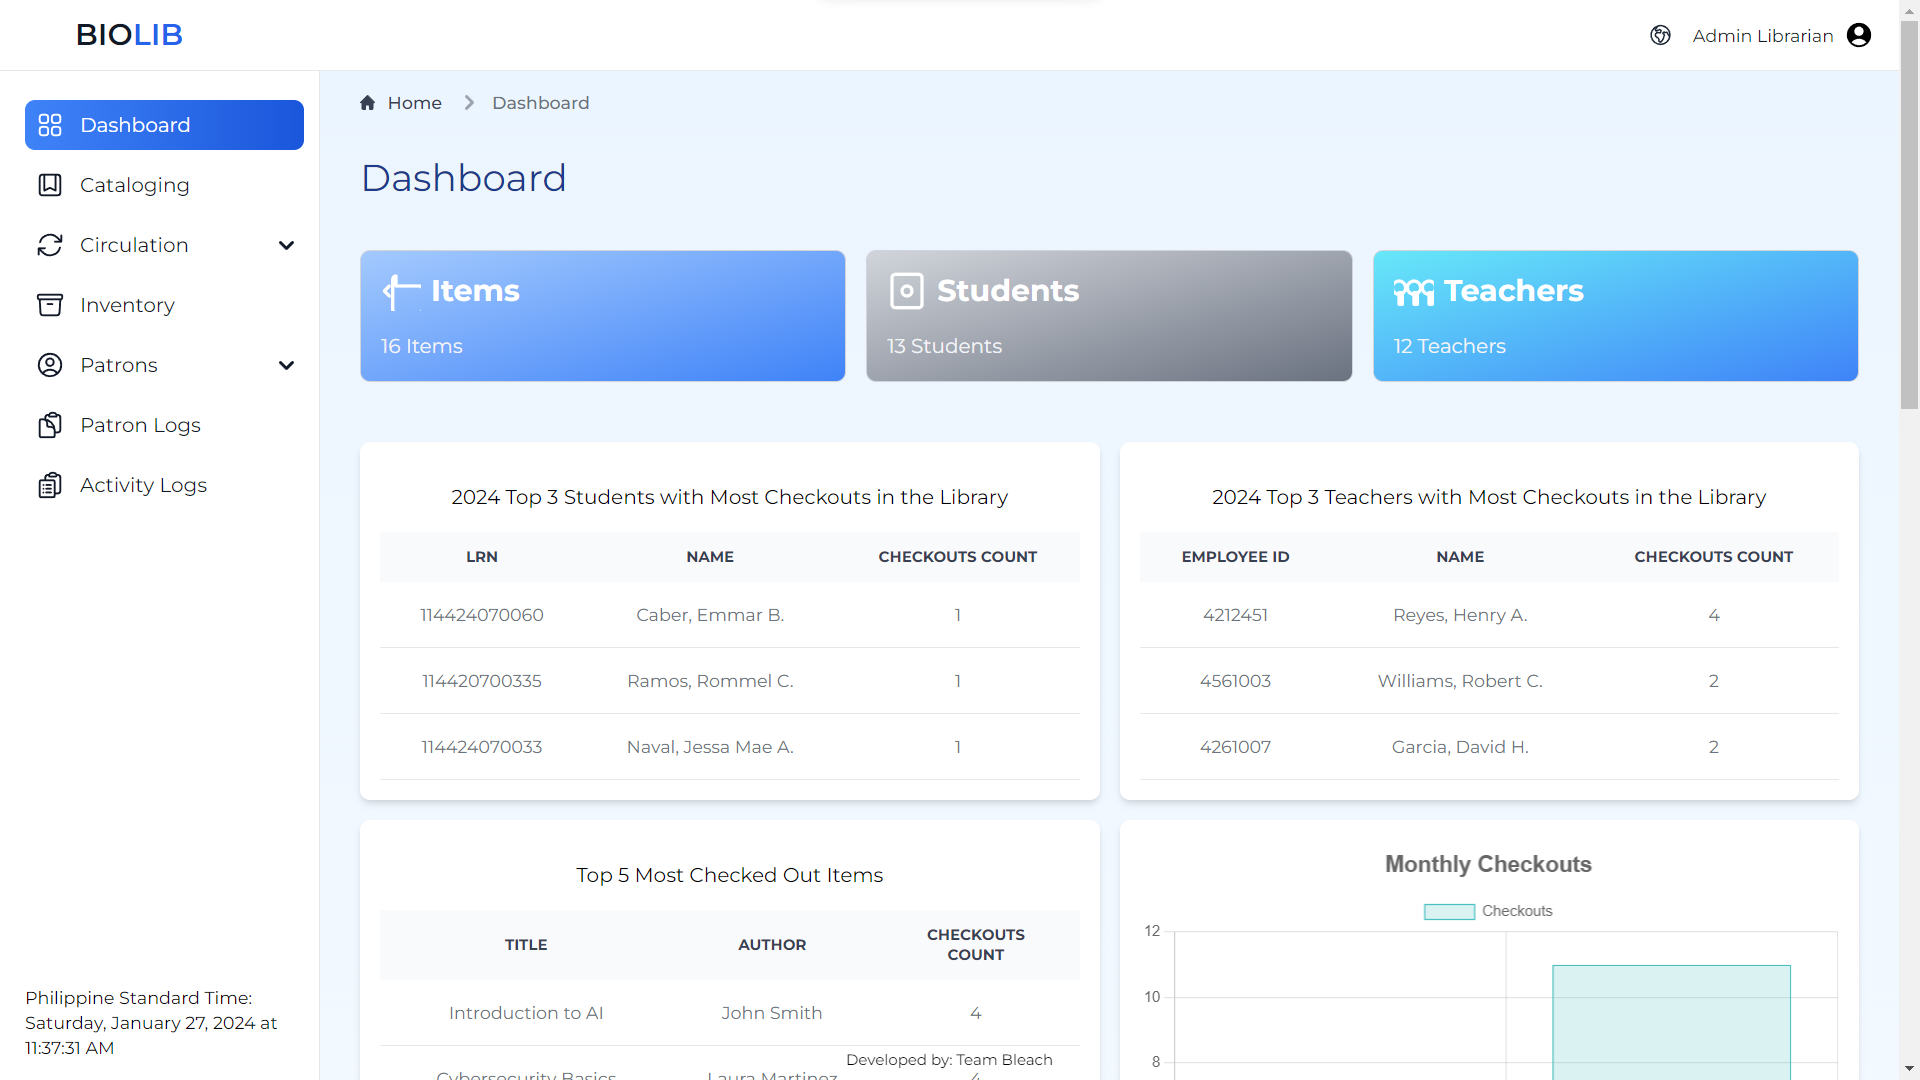 BIOLIB
Admin Librarian
Dashboard
Cataloging
Circulation
Inventory
Patrons
Patron Logs
Activity Logs
Philippine Standard Time:
Saturday, January 27, 2024 at
11:37:31 AM
Home
Dashboard
Dashboard
Items
16 Items
Students
13 Students
Teachers
12 Teachers
2024 Top 3 Students with Most Checkouts in the Library
LRN NAME CHECKOUTS COUNT
114424070060 Caber, Emmar B. 1
114420700335 Ramos, Rommel C. 1
114424070033 Naval, Jessa Mae A. 1
2024 Top 3 Teachers with Most Checkouts in the Library
EMPLOYEE ID NAME CHECKOUTS COUNT
4212451 Reyes, Henry A. 4
4561003 Williams, Robert C. 2
4261007 Garcia, David H. 2
Top 5 Most Checked Out Items
TITLE AUTHOR CHECKOUTS
COUNT
Introduction to AI John Smith 4
Cybersecurity Basics Laura Martinez 4
Monthly Checkouts
Checkouts
12
10
8
Developed by: Team Bleach